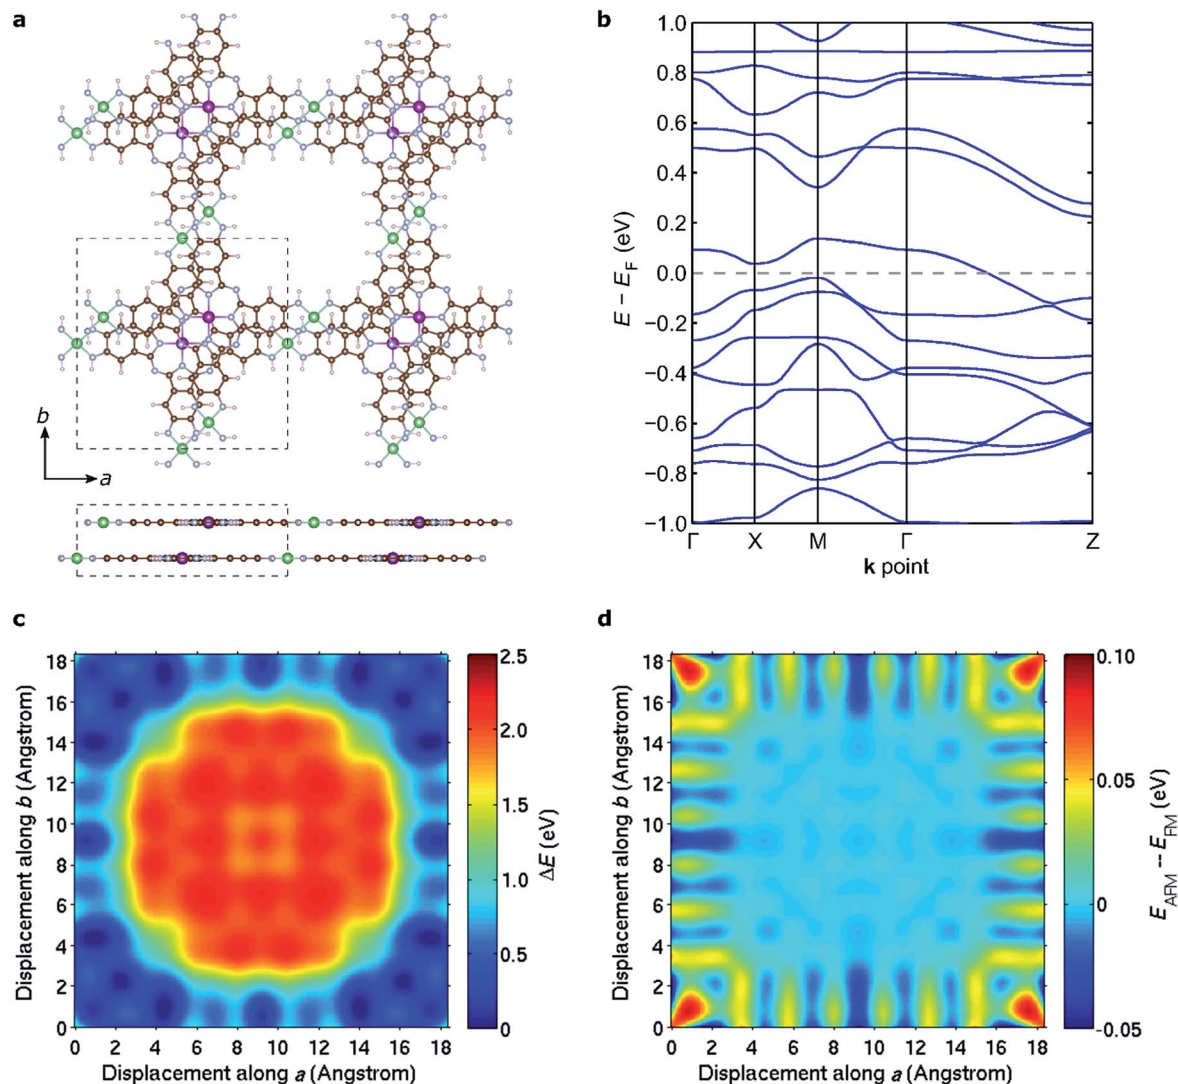 a
b
a
b
1.0
0.8
0.6
0.4
0.2
0.0
−0.2
−0.4
−0.6
−0.8
−1.0
E − EF (eV)
Γ X M Γ Z
k point
c
18
16
14
12
10
8
6
4
2
0
Displacement along b (Angstrom)
0 2 4 6 8 10 12 14 16 18
Displacement along a (Angstrom)
2.5
2.0
1.5
1.0
0.5
0
ΔE (eV)
d
18
16
14
12
10
8
6
4
2
0
Displacement along b (Angstrom)
0 2 4 6 8 10 12 14 16 18
Displacement along a (Angstrom)
0.10
0.05
0
-0.05
EAFM -- EFM (eV)